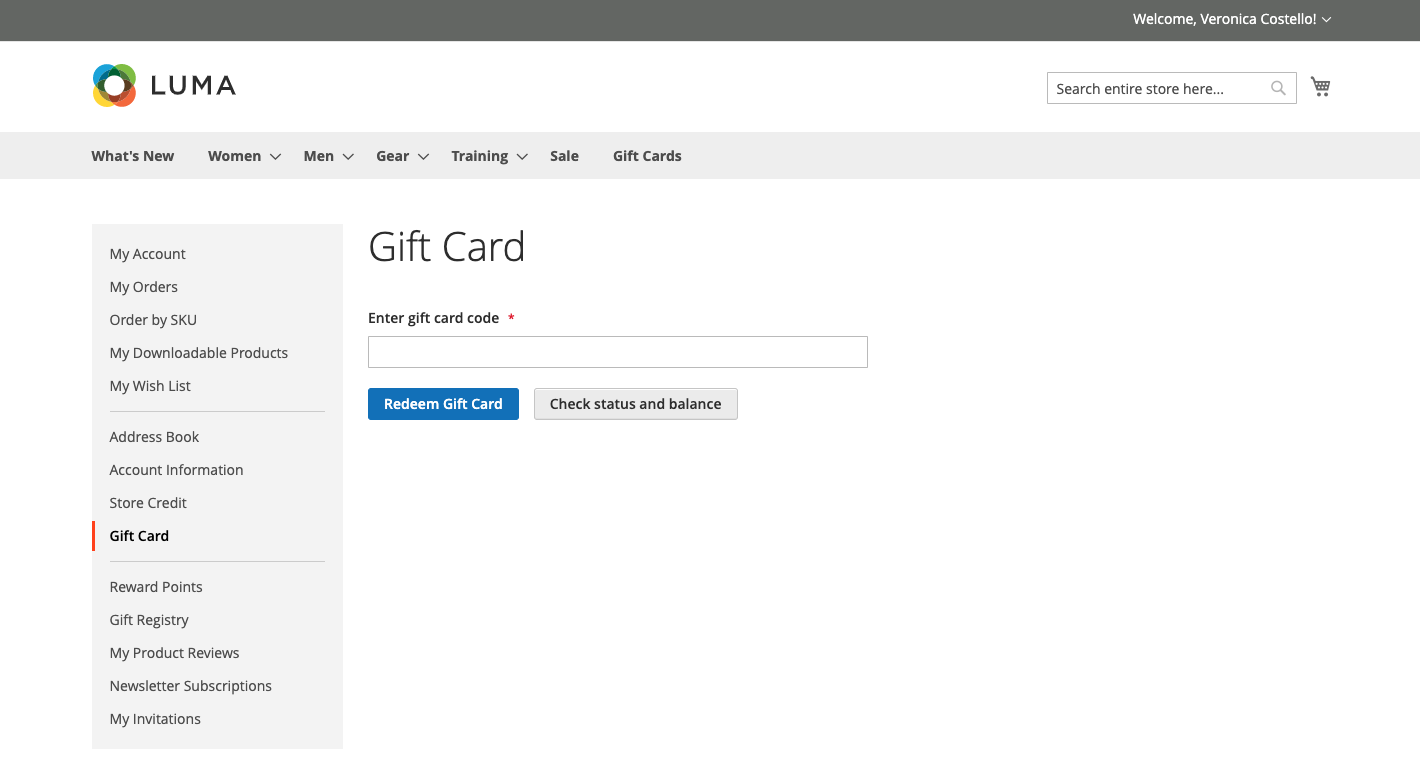 Welcome, Veronica Costello!
LUMA
Search entire store here...
What's New Women Men Gear Training Sale Gift Cards
My Account
My Orders
Order by SKU
My Downloadable Products
My Wish List
Address Book
Account Information
Store Credit
Gift Card
Reward Points
Gift Registry
My Product Reviews
Newsletter Subscriptions
My Invitations
Gift Card
Enter gift card code *
Redeem Gift Card Check status and balance